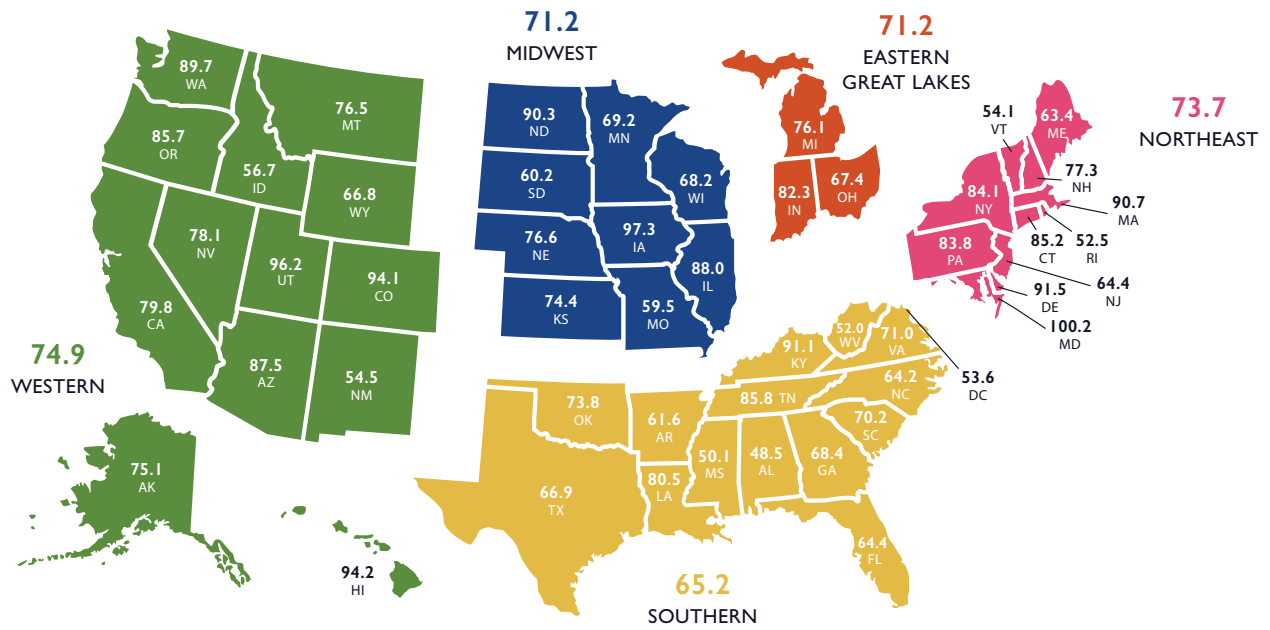 71.2
MIDWEST
71.2
EASTERN
GREAT LAKES
73.7
NORTHEAST
74.9
WESTERN
65.2
SOUTHERN
89.7
WA
85.7
OR
76.5
MT
56.7
ID
66.8
WY
78.1
NV
96.2
UT
94.1
CO
79.8
CA
87.5
AZ
54.5
NM
75.1
AK
94.2
HI
90.3
ND
69.2
MN
60.2
SD
68.2
WI
76.6
NE
97.3
IA
88.0
IL
74.4
KS
59.5
MO
76.1
MI
82.3
IN
67.4
OH
54.1
VT
63.4
ME
77.3
NH
84.1
NY
90.7
MA
85.2
CT
52.5
RI
83.8
PA
64.4
NJ
91.5
DE
100.2
MD
52.0
WV
71.0
VA
91.1
KY
53.6
DC
64.2
NC
85.8 TN
73.8
OK
61.6
AR
70.2
SC
50.1
MS
48.5
AL
68.4
GA
80.5
LA
66.9
TX
64.4
FL